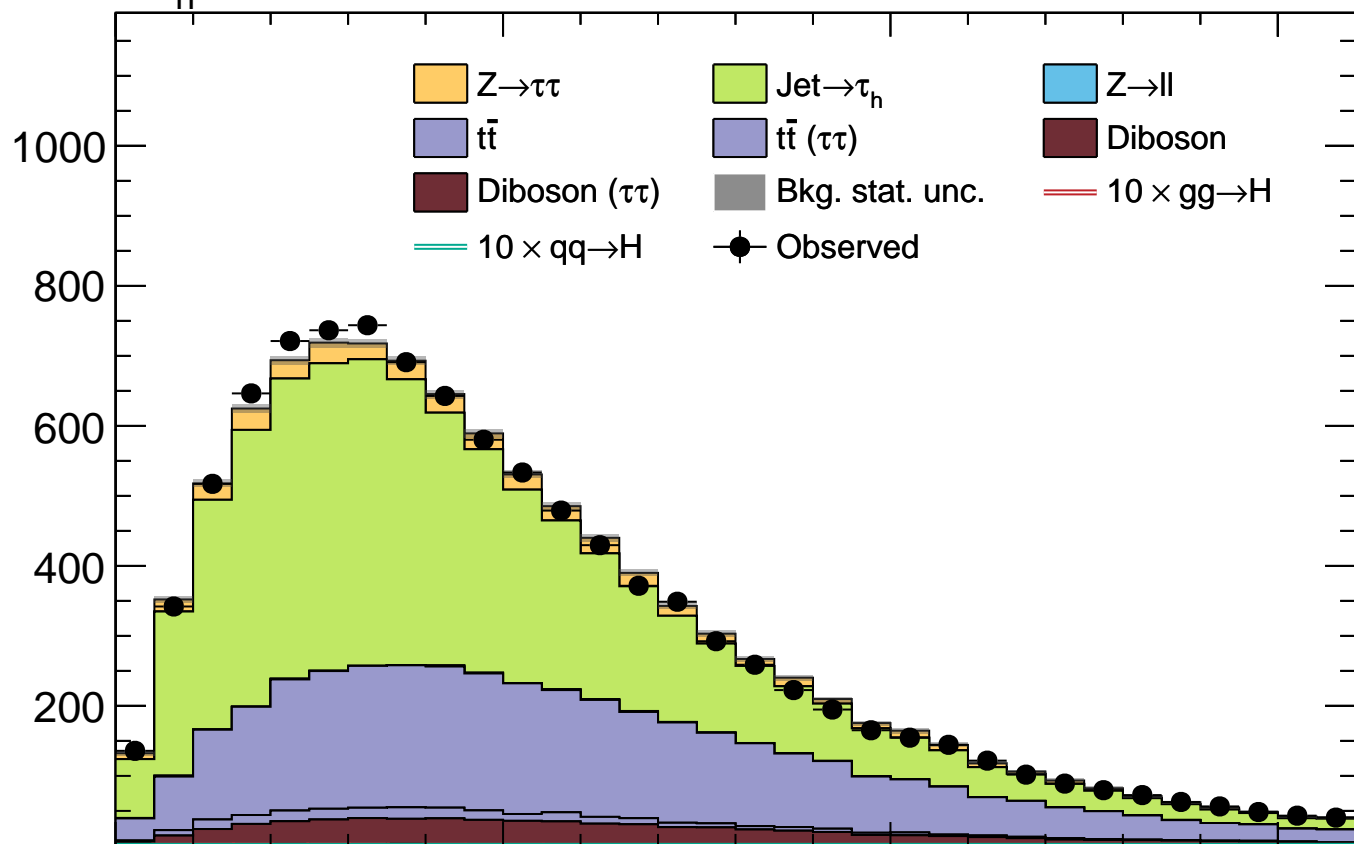 Z→ττ Jet→τh Z→ll
tt̄ tt̄ (ττ) Diboson
Diboson (ττ) Bkg. stat. unc. 10 × gg→H
10 × qq→H Observed
1000
800
600
400
200